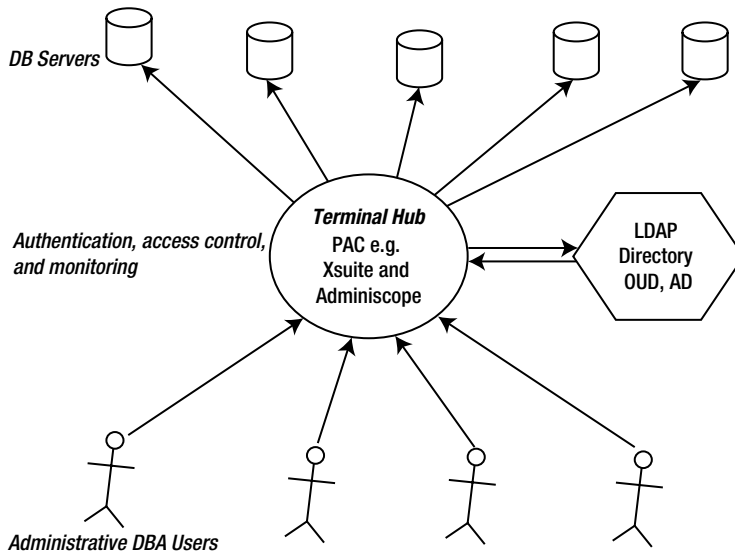 DB Servers
Terminal Hub
PAC e.g.
Xsuite and
Adminiscope
Authentication, access control,
and monitoring
LDAP
Directory
OUD, AD
Administrative DBA Users